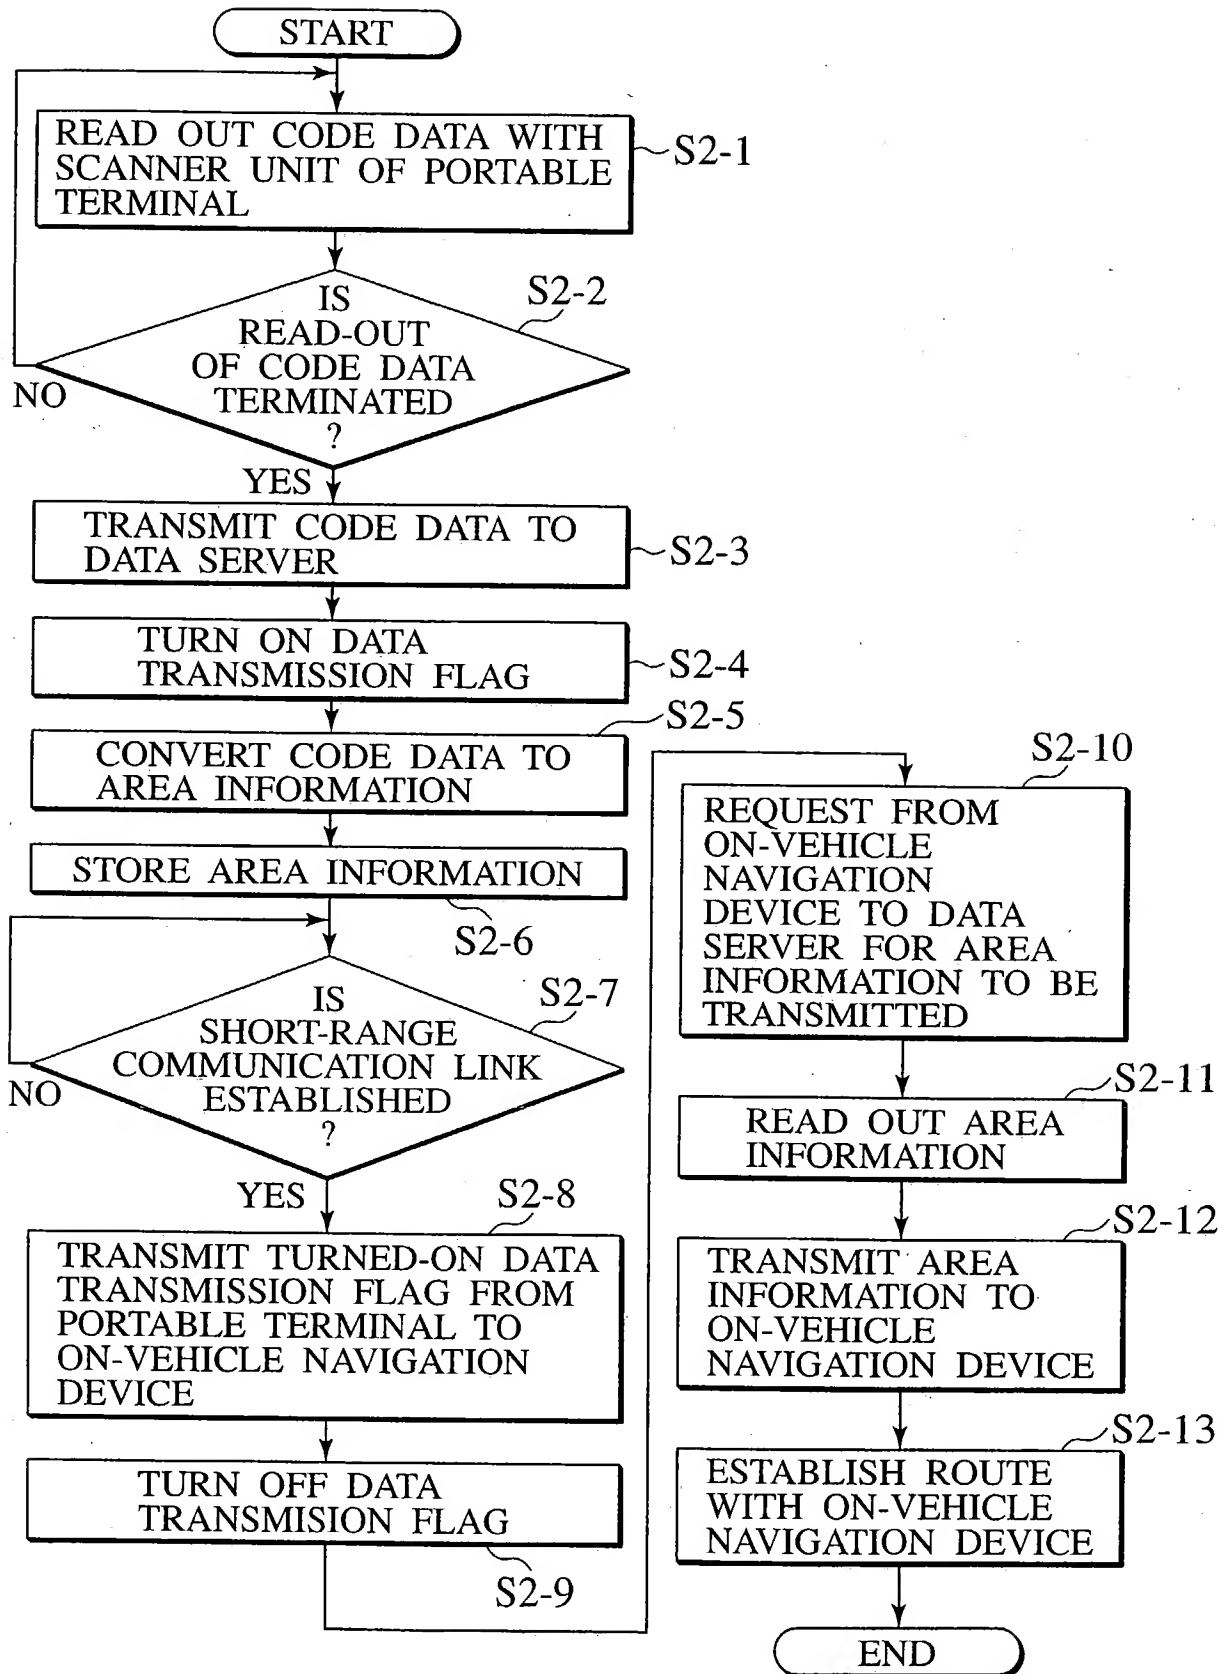 START
READ OUT CODE DATA WITH
SCANNER UNIT OF PORTABLE
TERMINAL
S2-1
IS
READ-OUT
OF CODE DATA
TERMINATED
?
S2-2
NO
YES
TRANSMIT CODE DATA TO
DATA SERVER
S2-3
TURN ON DATA
TRANSMISSION FLAG
S2-4
S2-5
CONVERT CODE DATA TO
AREA INFORMATION
STORE AREA INFORMATION
S2-6
IS
SHORT-RANGE
COMMUNICATION LINK
ESTABLISHED
?
S2-7
NO
YES
S2-8
TRANSMIT TURNED-ON DATA
TRANSMISSION FLAG FROM
PORTABLE TERMINAL TO
ON-VEHICLE NAVIGATION
DEVICE
TURN OFF DATA
TRANSMISION FLAG
S2-9
S2-10
REQUEST FROM
ON-VEHICLE
NAVIGATION
DEVICE TO DATA
SERVER FOR AREA
INFORMATION TO BE
TRANSMITTED
S2-11
READ OUT AREA
INFORMATION
S2-12
TRANSMIT AREA
INFORMATION TO
ON-VEHICLE
NAVIGATION DEVICE
S2-13
ESTABLISH ROUTE
WITH ON-VEHICLE
NAVIGATION DEVICE
END